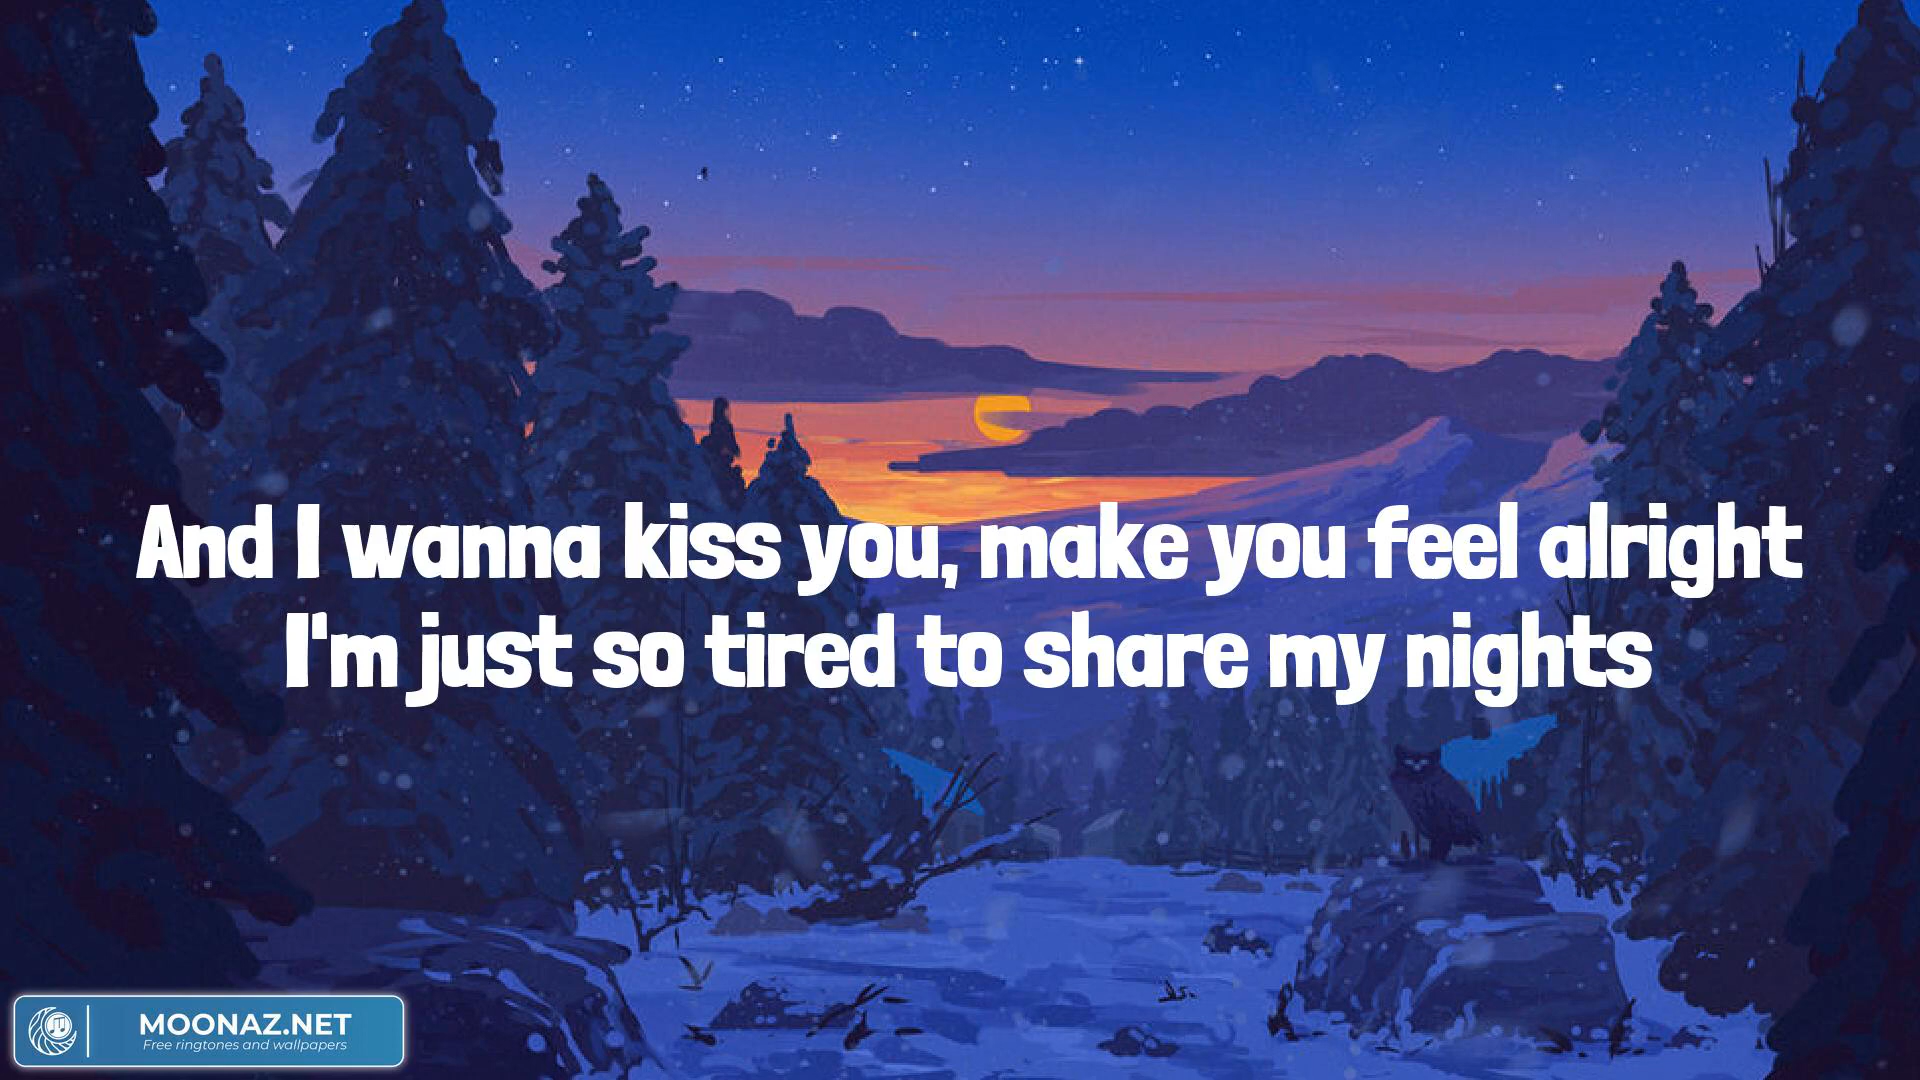 And I wanna kiss you, make you feel alright
I'm just so tired to share my nights
MOONAZ.NET
Free ringtones and wallpapers